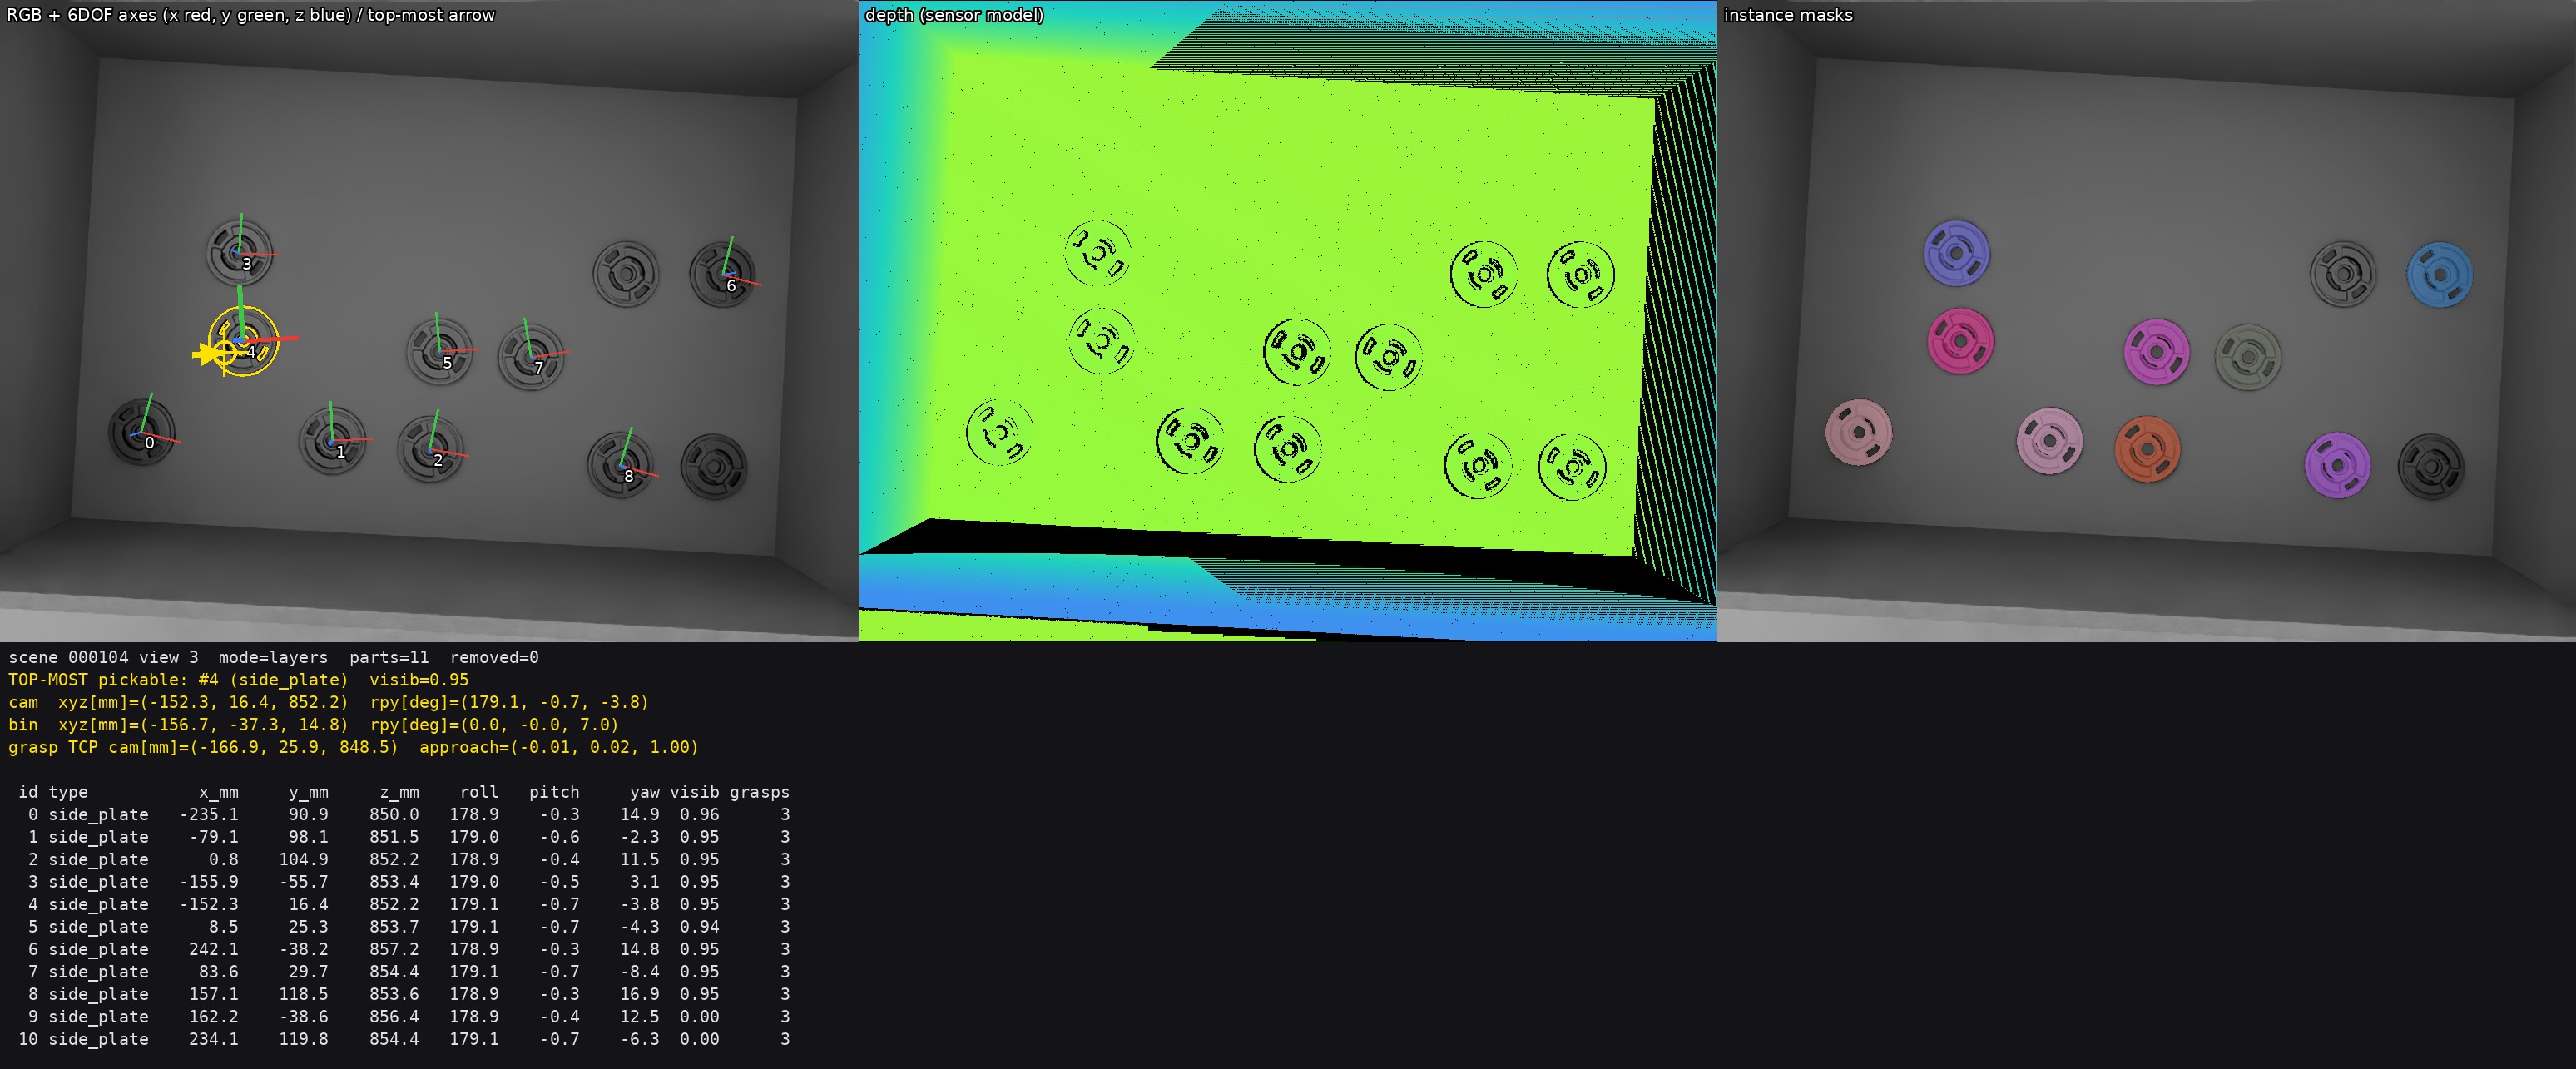 RGB + 6DOF axes (x red, y green, z blue) / top-most arrow
depth (sensor model)
instance masks
3
6
4
5
7
0
1
2
8
scene 000104 view 3  mode=layers  parts=11  removed=0
TOP-MOST pickable: #4 (side_plate)  visib=0.95
cam  xyz[mm]=(-152.3, 16.4, 852.2)  rpy[deg]=(179.1, -0.7, -3.8)
bin  xyz[mm]=(-156.7, -37.3, 14.8)  rpy[deg]=(0.0, -0.0, 7.0)
grasp TCP cam[mm]=(-166.9, 25.9, 848.5)  approach=(-0.01, 0.02, 1.00)
id type x_mm y_mm z_mm roll pitch yaw visib grasps
0 side_plate -235.1 90.9 850.0 178.9 -0.3 14.9 0.96 3
1 side_plate -79.1 98.1 851.5 179.0 -0.6 -2.3 0.95 3
2 side_plate 0.8 104.9 852.2 178.9 -0.4 11.5 0.95 3
3 side_plate -155.9 -55.7 853.4 179.0 -0.5 3.1 0.95 3
4 side_plate -152.3 16.4 852.2 179.1 -0.7 -3.8 0.95 3
5 side_plate 8.5 25.3 853.7 179.1 -0.7 -4.3 0.94 3
6 side_plate 242.1 -38.2 857.2 178.9 -0.3 14.8 0.95 3
7 side_plate 83.6 29.7 854.4 179.1 -0.7 -8.4 0.95 3
8 side_plate 157.1 118.5 853.6 178.9 -0.3 16.9 0.95 3
9 side_plate 162.2 -38.6 856.4 178.9 -0.4 12.5 0.00 3
10 side_plate 234.1 119.8 854.4 179.1 -0.7 -6.3 0.00 3